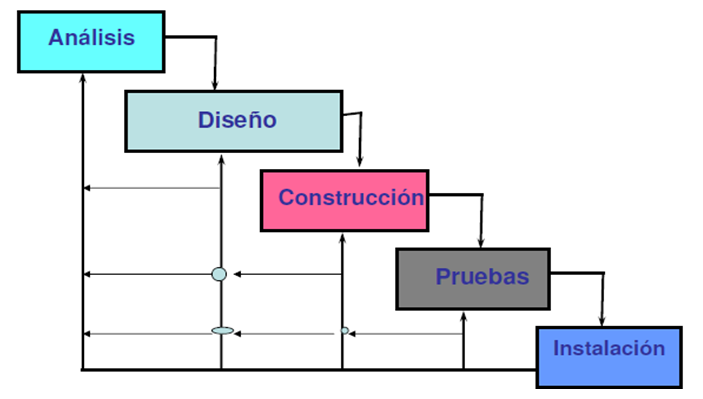 Análisis
Diseño
Construcción
Pruebas
Instalación